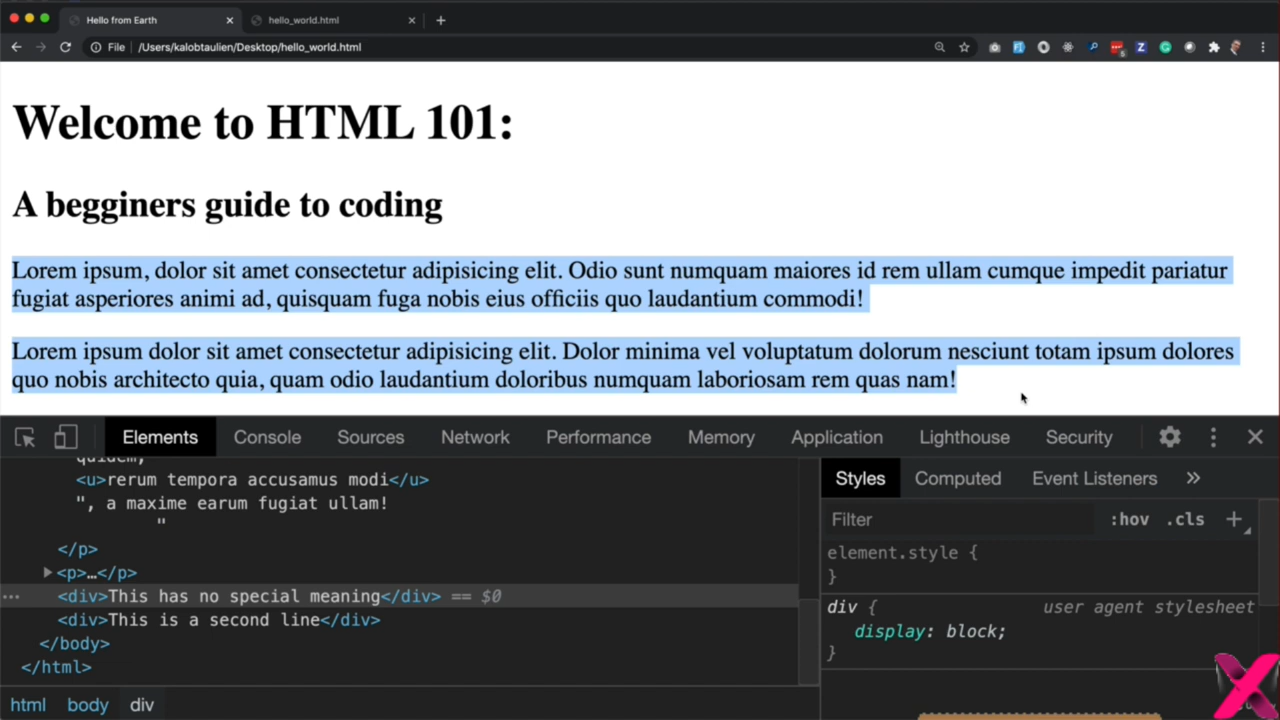 Hello from Earth
hello_world.html
File
/Users/kalobtaulien/Desktop/hello_world.html
Welcome to HTML 101:
A begginers guide to coding
Lorem ipsum, dolor sit amet consectetur adipisicing elit. Odio sunt numquam maiores id rem ullam cumque impedit pariatur
fugiat asperiores animi ad, quisquam fuga nobis eius officiis quo laudantium commodi!
Lorem ipsum dolor sit amet consectetur adipisicing elit. Dolor minima vel voluptatum dolorum nesciunt totam ipsum dolores
quo nobis architecto quia, quam odio laudantium doloribus numquam laboriosam rem quas nam!
Elements Console Sources Network Performance Memory Application Lighthouse Security
quidem,
<u>rerum tempora accusamus modi</u>
", a maxime earum fugiat ullam!
"
</p>
<p>…</p>
<div>This has no special meaning</div> == $0
<div>This is a second line</div>
</body>
</html>
html body div
Styles Computed Event Listeners
Filter :hov .cls
element.style {
}
div { user agent stylesheet
display: block;
}